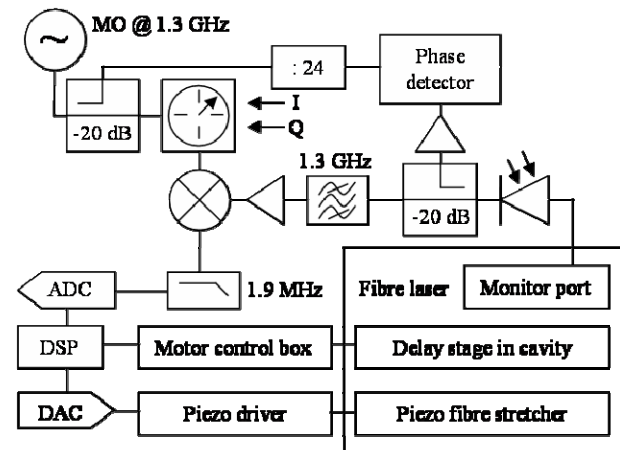 MO @ 1.3 GHz
: 24
Phase
detector
-20 dB
I
Q
1.3 GHz
-20 dB
ADC
1.9 MHz
Fibre laser
Monitor port
DSP
Motor control box
Delay stage in cavity
DAC
Piezo driver
Piezo fibre stretcher